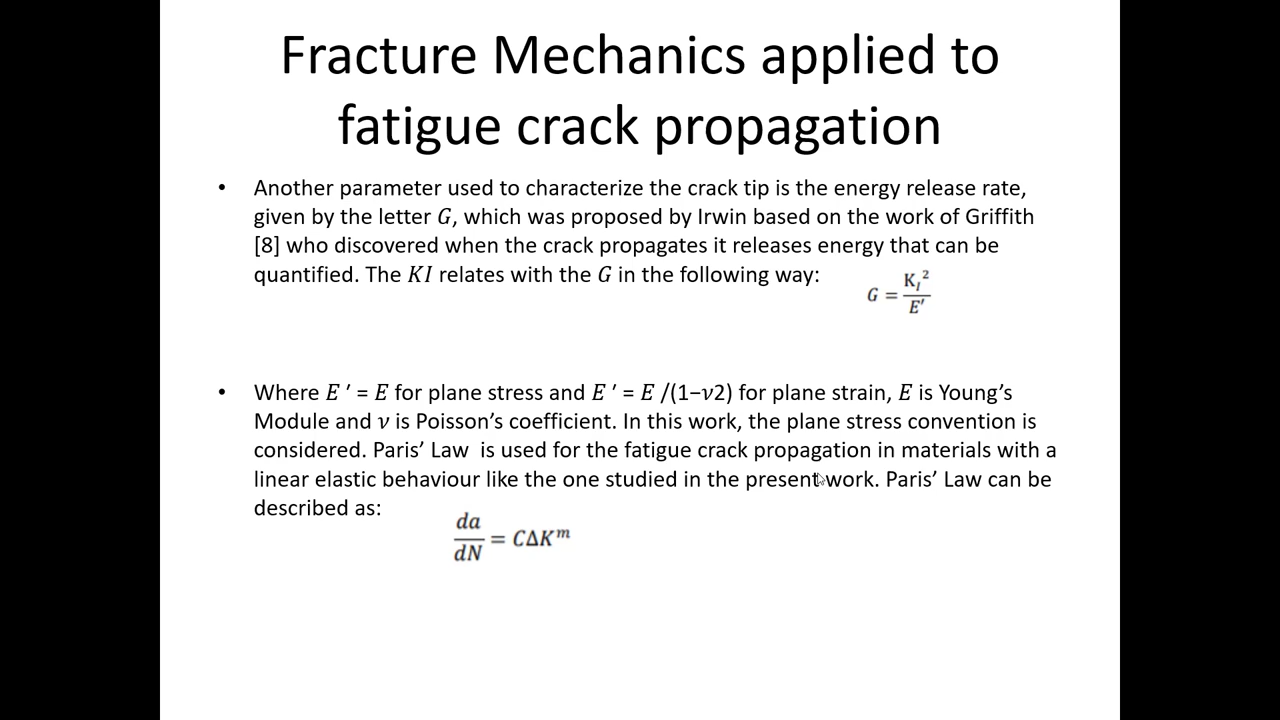 Fracture Mechanics applied to
fatigue crack propagation
• Another parameter used to characterize the crack tip is the energy release rate,
given by the letter 𝐺, which was proposed by Irwin based on the work of Griffith
[8] who discovered when the crack propagates it releases energy that can be
quantified. The 𝐾𝐼 relates with the 𝐺 in the following way:
G = K_I² / E′
• Where 𝐸 ′ = 𝐸 for plane stress and 𝐸 ′ = 𝐸 /(1−𝜈2) for plane strain, 𝐸 is Young’s
Module and 𝜈 is Poisson’s coefficient. In this work, the plane stress convention is
considered. Paris’ Law  is used for the fatigue crack propagation in materials with a
linear elastic behaviour like the one studied in the present work. Paris’ Law can be
described as:
da/dN = CΔK^m